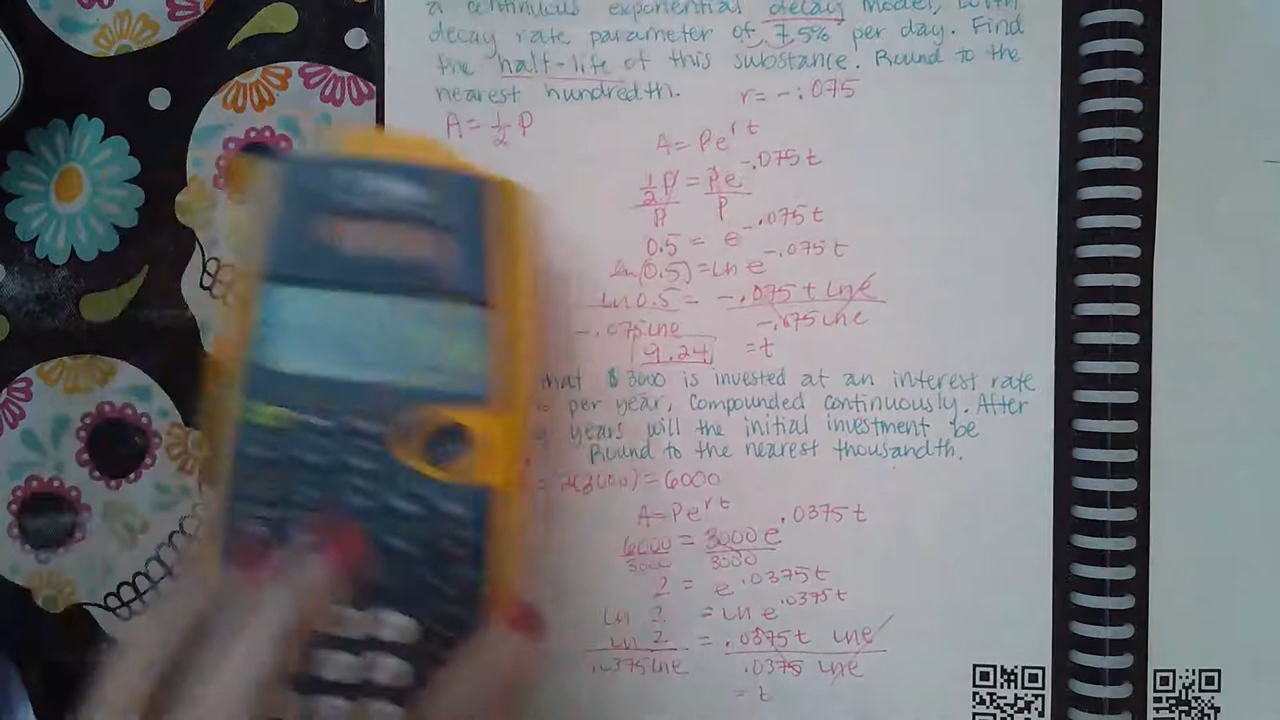 a continuous exponential decay model, with
decay rate parameter of 7.5% per day. Find
the half-life of this substance. Round to the
nearest hundredth. r = -.075
A = 1/2 P
A = Pe^rt
1/2 P / P = Pe^-.075t / P
0.5 = e^-.075t
ln(0.5) = ln e^-.075t
ln 0.5 / -.075 ln e = -.075t ln e / -.075 ln e
9.24 = t
that $3000 is invested at an interest rate
per year, compounded continuously. After
years will the initial investment be
Round to the nearest thousandth.
= 2(3000) = 6000
A = Pe^rt
6000 / 3000 = 3000e^.0375t / 3000
2 = e^.0375t
ln 2 = ln e^.0375t
ln 2 / .0375 ln e = .0375t ln e / .0375 ln e
= t